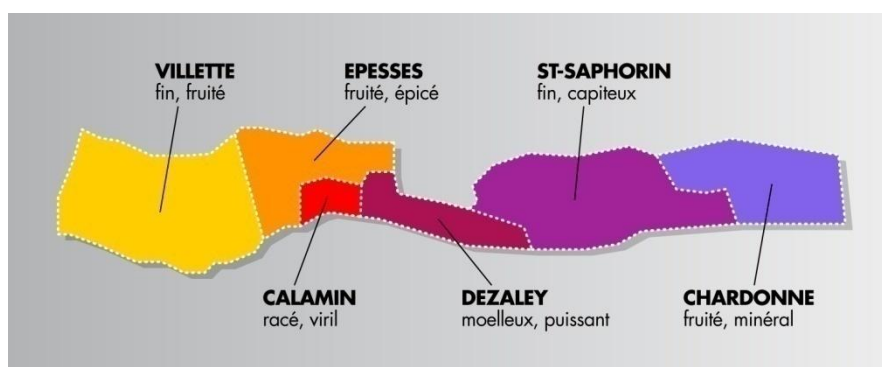 VILLETTE
fin, fruité
EPESSES
fruité, épicé
ST-SAPHORIN
fin, capiteux
CALAMIN
racé, viril
DEZALEY
moelleux, puissant
CHARDONNE
fruité, minéral